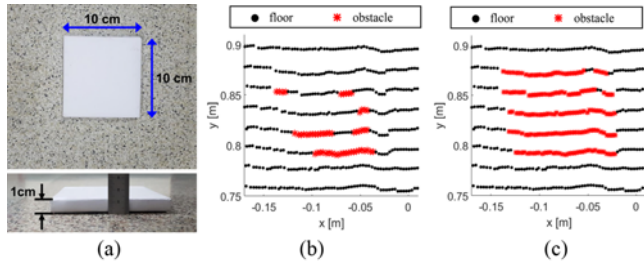 10 cm
10 cm
1cm
(a)
floor obstacle
0.9
0.85
0.8
0.75
y [m]
-0.15 -0.1 -0.05 0
x [m]
(b)
floor obstacle
0.9
0.85
0.8
0.75
y [m]
-0.15 -0.1 -0.05 0
x [m]
(c)